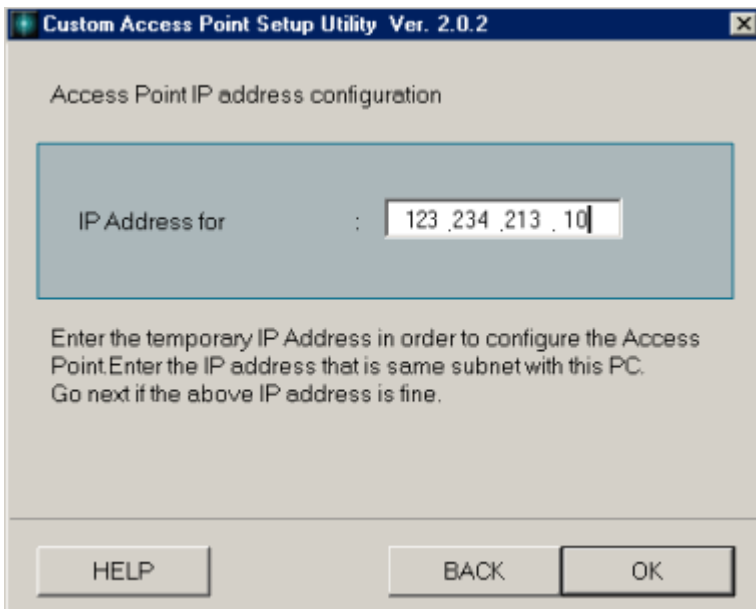 Custom Access Point Setup Utility Ver. 2.0.2
Access Point IP address configuration
IP Address for : 123 .234 .213 . 10
Enter the temporary IP Address in order to configure the Access
Point.Enter the IP address that is same subnet with this PC.
Go next if the above IP address is fine.
HELP BACK OK